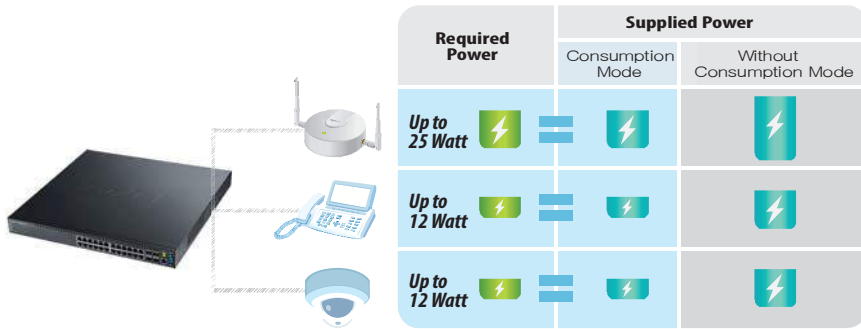 Required
Power
Supplied Power
Consumption
Mode
Without
Consumption Mode
Up to
25 Watt
Up to
12 Watt
Up to
12 Watt